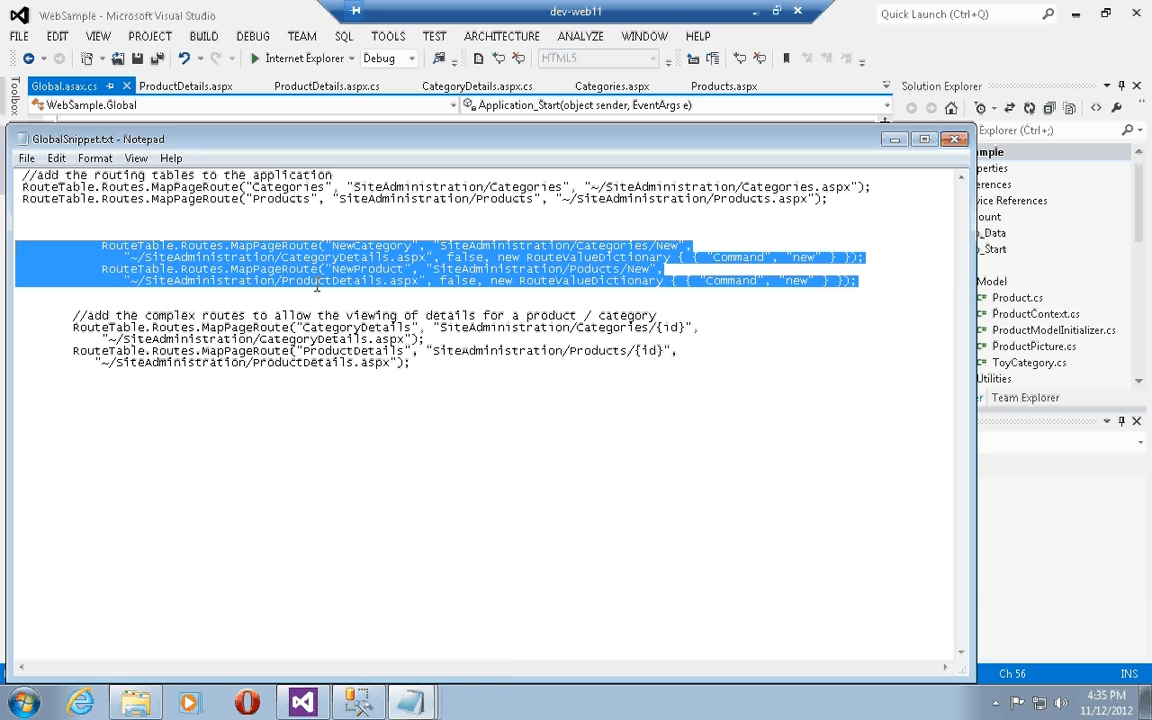 WebSample - Microsoft Visual Studio
dev-web11
Quick Launch (Ctrl+Q)
FILE EDIT VIEW PROJECT BUILD DEBUG TEAM SQL TOOLS TEST ARCHITECTURE ANALYZE WINDOW HELP
Internet Explorer Debug HTML5
Toolbox
Global.asax.cs ProductDetails.aspx ProductDetails.aspx.cs CategoryDetails.aspx.cs Categories.aspx Products.aspx
Solution Explorer
WebSample.Global Application_Start(object sender, EventArgs e)
GlobalSnippet.txt - Notepad
File Edit Format View Help
//add the routing tables to the application
RouteTable.Routes.MapPageRoute("Categories", "SiteAdministration/Categories", "~/SiteAdministration/Categories.aspx");
RouteTable.Routes.MapPageRoute("Products", "SiteAdministration/Products", "~/SiteAdministration/Products.aspx");
RouteTable.Routes.MapPageRoute("NewCategory", "SiteAdministration/Categories/New",
"~/SiteAdministration/CategoryDetails.aspx", false, new RouteValueDictionary { { "Command", "new" } });
RouteTable.Routes.MapPageRoute("NewProduct", "SiteAdministration/Poducts/New",
"~/SiteAdministration/ProductDetails.aspx", false, new RouteValueDictionary { { "Command", "new" } });
//add the complex routes to allow the viewing of details for a product / category
RouteTable.Routes.MapPageRoute("CategoryDetails", "SiteAdministration/Categories/{id}",
"~/SiteAdministration/CategoryDetails.aspx");
RouteTable.Routes.MapPageRoute("ProductDetails", "SiteAdministration/Products/{id}",
"~/SiteAdministration/ProductDetails.aspx");
Explorer (Ctrl+;)
mple
perties
erences
vice References
ount
_Data
_Start
Model
Product.cs
ProductContext.cs
ProductModelInitializer.cs
ProductPicture.cs
ToyCategory.cs
Utilities
r Team Explorer
Ch 56
INS
4:35 PM
11/12/2012